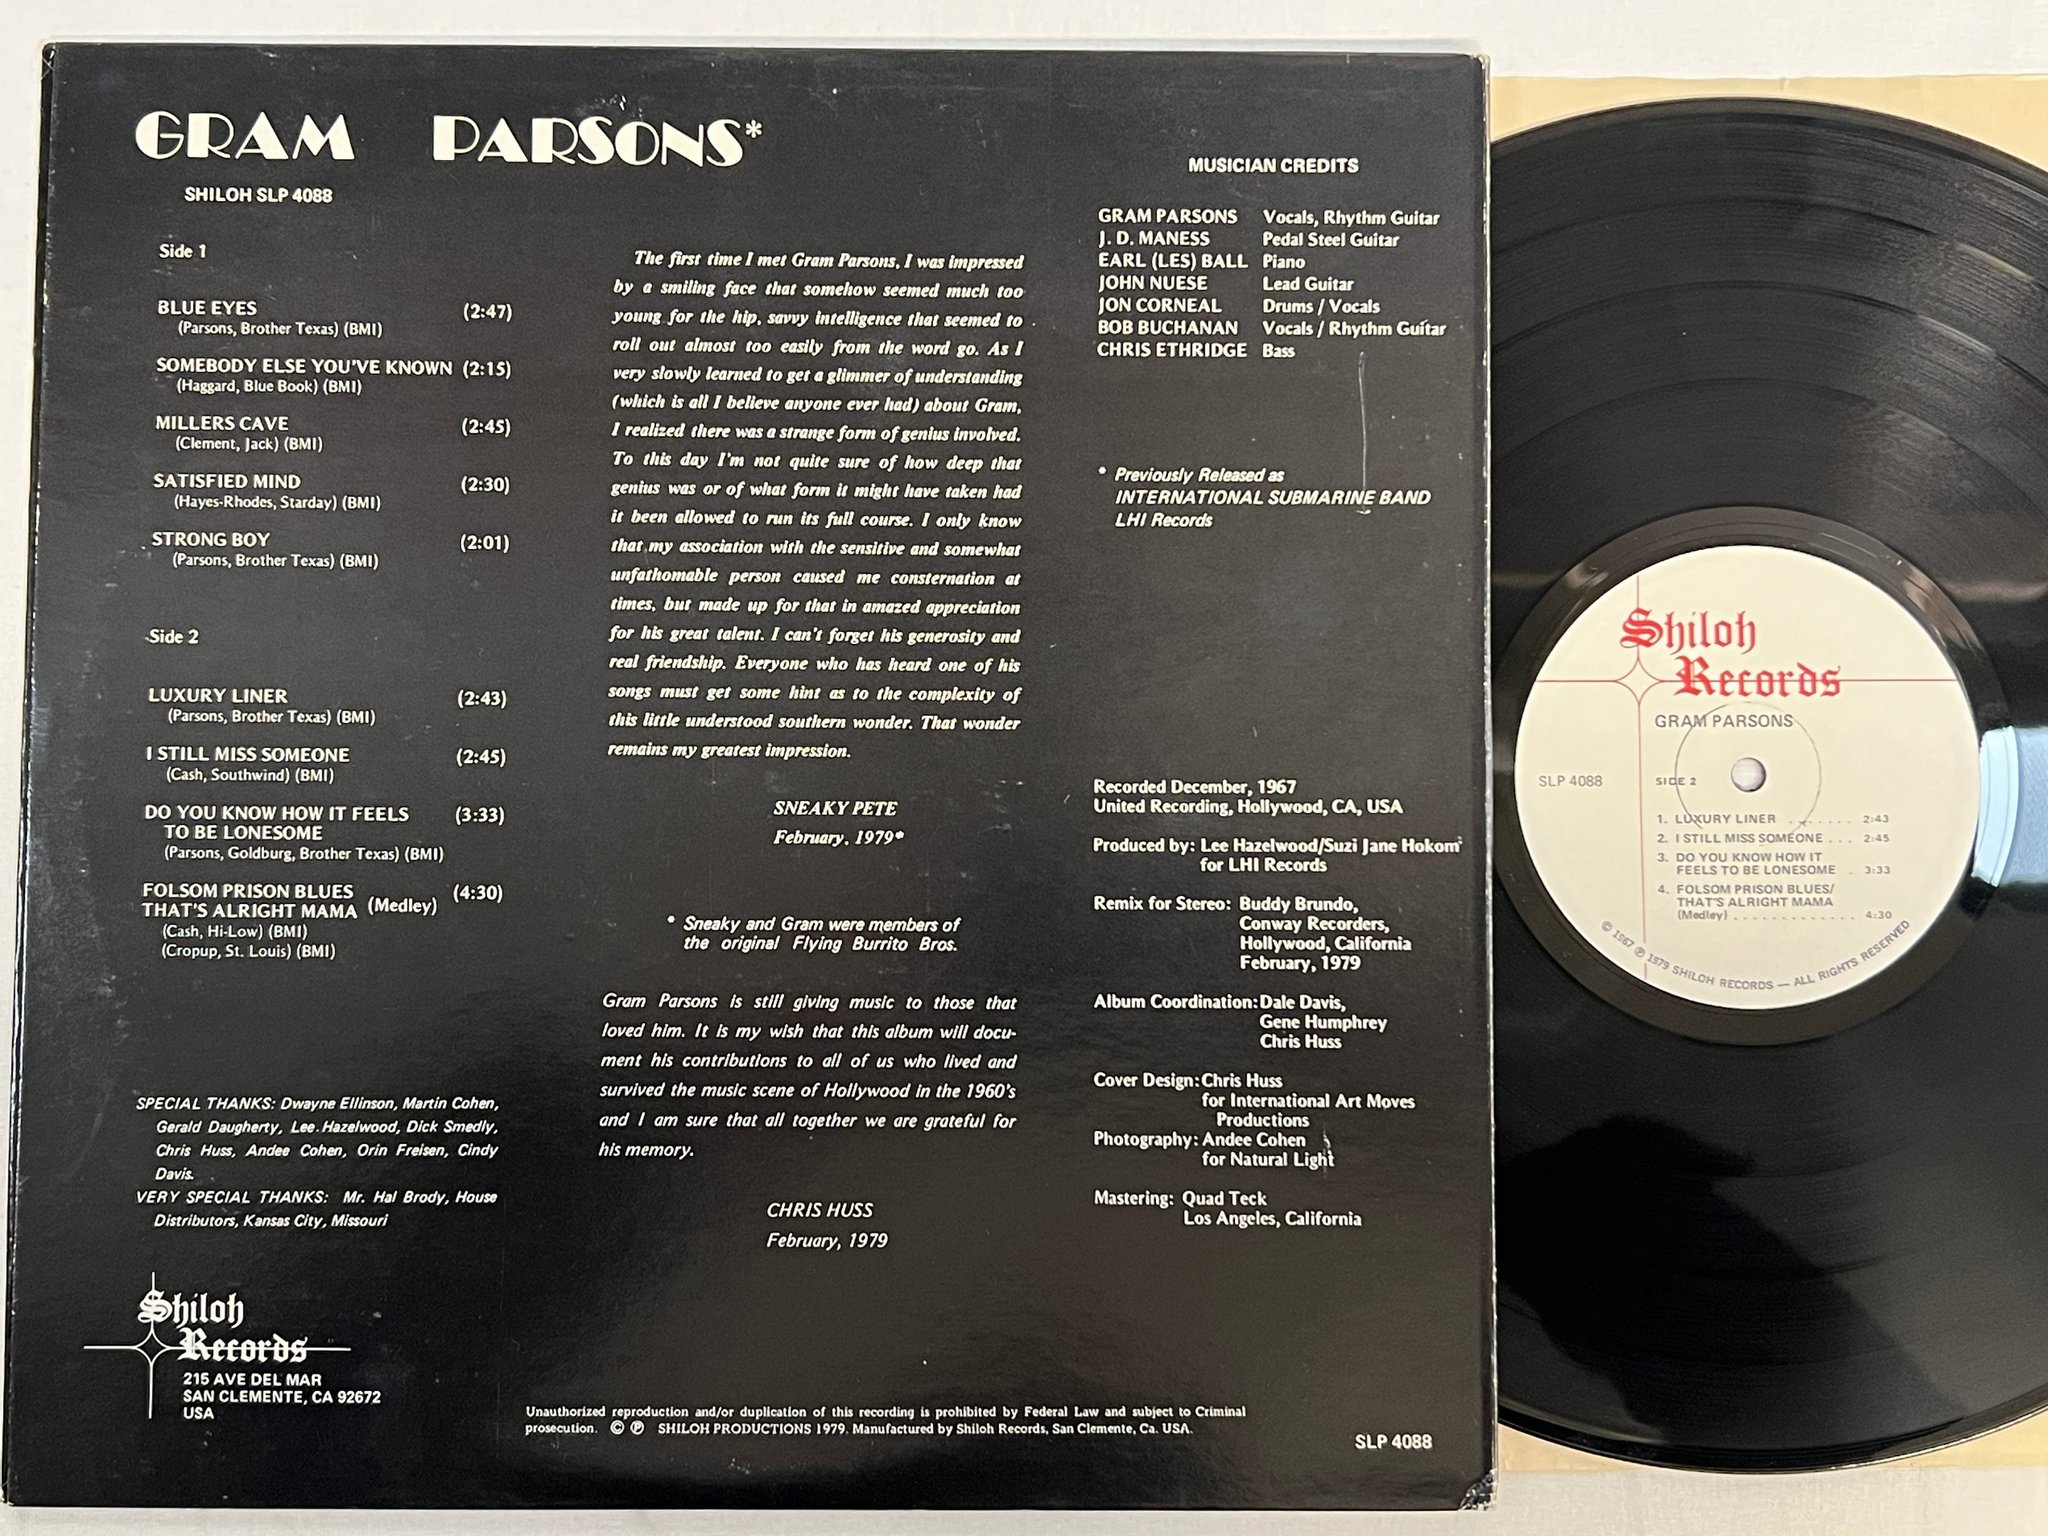 GRAM PARSONS*
SHILOH SLP 4088
Side 1
BLUE EYES (2:47)
(Parsons, Brother Texas) (BMI)
SOMEBODY ELSE YOU'VE KNOWN (2:15)
(Haggard, Blue Book) (BMI)
MILLERS CAVE (2:45)
(Clement, Jack) (BMI)
SATISFIED MIND (2:30)
(Hayes-Rhodes, Starday) (BMI)
STRONG BOY (2:01)
(Parsons, Brother Texas) (BMI)
Side 2
LUXURY LINER (2:43)
(Parsons, Brother Texas) (BMI)
I STILL MISS SOMEONE (2:45)
(Cash, Southwind) (BMI)
DO YOU KNOW HOW IT FEELS (3:33)
TO BE LONESOME
(Parsons, Goldburg, Brother Texas) (BMI)
FOLSOM PRISON BLUES (4:30)
THAT'S ALRIGHT MAMA (Medley)
(Cash, Hi-Low) (BMI)
(Cropup, St. Louis) (BMI)
SPECIAL THANKS: Dwayne Ellinson, Martin Cohen,
Gerald Daugherty, Lee Hazelwood, Dick Smedly,
Chris Huss, Andee Cohen, Orin Freisen, Cindy
Davis.
VERY SPECIAL THANKS: Mr. Hal Brody, House
Distributors, Kansas City, Missouri
Shiloh
Records
215 AVE DEL MAR
SAN CLEMENTE, CA 92672
USA
The first time I met Gram Parsons, I was impressed
by a smiling face that somehow seemed much too
young for the hip, savvy intelligence that seemed to
roll out almost too easily from the word go. As I
very slowly learned to get a glimmer of understanding
(which is all I believe anyone ever had) about Gram,
I realized there was a strange form of genius involved.
To this day I'm not quite sure of how deep that
genius was or of what form it might have taken had
it been allowed to run its full course. I only know
that my association with the sensitive and somewhat
unfathomable person caused me consternation at
times, but made up for that in amazed appreciation
for his great talent. I can't forget his generosity and
real friendship. Everyone who has heard one of his
songs must get some hint as to the complexity of
this little understood southern wonder. That wonder
remains my greatest impression.
SNEAKY PETE
February, 1979*
* Sneaky and Gram were members of
the original Flying Burrito Bros.
Gram Parsons is still giving music to those that
loved him. It is my wish that this album will docu-
ment his contributions to all of us who lived and
survived the music scene of Hollywood in the 1960's
and I am sure that all together we are grateful for
his memory.
CHRIS HUSS
February, 1979
Unauthorized reproduction and/or duplication of this recording is prohibited by Federal Law and subject to Criminal
prosecution. © ℗ SHILOH PRODUCTIONS 1979. Manufactured by Shiloh Records, San Clemente, Ca. USA.
MUSICIAN CREDITS
GRAM PARSONS Vocals, Rhythm Guitar
J. D. MANESS Pedal Steel Guitar
EARL (LES) BALL Piano
JOHN NUESE Lead Guitar
JON CORNEAL Drums / Vocals
BOB BUCHANAN Vocals / Rhythm Guitar
CHRIS ETHRIDGE Bass
* Previously Released as
INTERNATIONAL SUBMARINE BAND
LHI Records
Recorded December, 1967
United Recording, Hollywood, CA, USA
Produced by: Lee Hazelwood/Suzi Jane Hokom
for LHI Records
Remix for Stereo: Buddy Brundo,
Conway Recorders,
Hollywood, California
February, 1979
Album Coordination: Dale Davis,
Gene Humphrey
Chris Huss
Cover Design: Chris Huss
for International Art Moves
Productions
Photography: Andee Cohen
for Natural Light
Mastering: Quad Teck
Los Angeles, California
SLP 4088
Shiloh
Records
GRAM PARSONS
SLP 4088 SIDE 2
1. LUXURY LINER ....... 2:43
2. I STILL MISS SOMEONE ... 2:45
3. DO YOU KNOW HOW IT
FEELS TO BE LONESOME . 3:33
4. FOLSOM PRISON BLUES/
THAT'S ALRIGHT MAMA
(Medley) ............. 4:30
© 1967 ℗ 1979 SHILOH RECORDS — ALL RIGHTS RESERVED